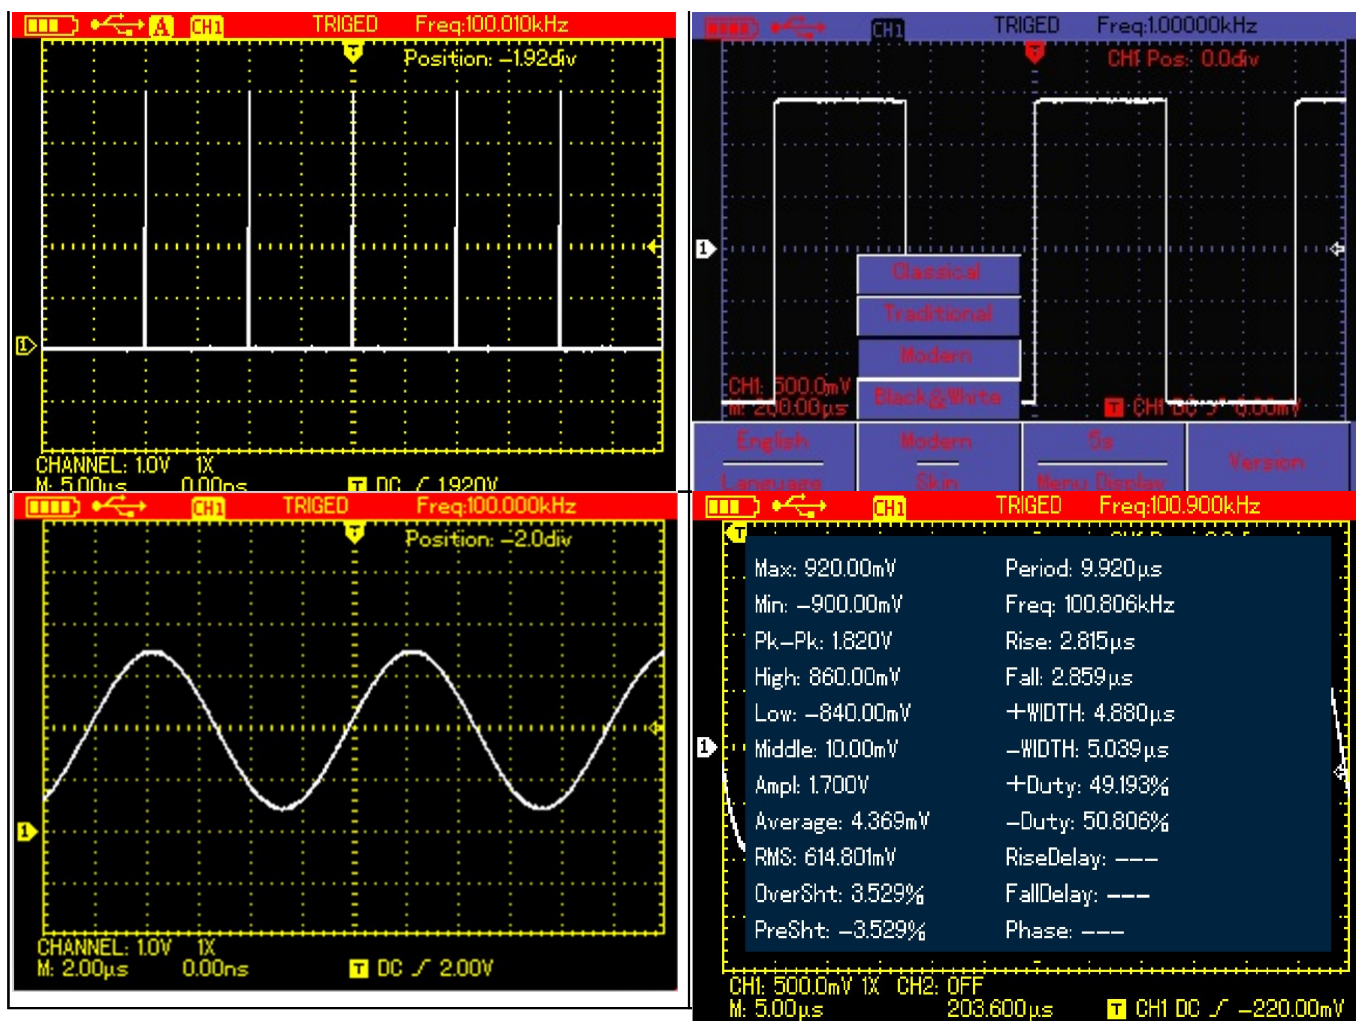 A CH1 TRIGED Freq:100.010kHz
T
Position: -1.92div
1
CHANNEL: 1.0V 1X
M: 5.00μs 0.00ns T DC 1.920V
CH1 TRIGED Freq:1.00000kHz
T
CH1 Pos: 0.0div
1
Classical
Traditional
Modern
Black&White
CH1: 500.0mV
M: 200.00μs T CH1 DC 0.00mV
English Modern 5s Version
Language Skin Menu Display
CH1 TRIGED Freq:100.000kHz
T
Position: -2.0div
1
CHANNEL: 1.0V 1X
M: 2.00μs 0.00ns T DC 2.00V
CH1 TRIGED Freq:100.900kHz
T
Max: 920.00mV Period: 9.920μs
Min: -900.00mV Freq: 100.806kHz
Pk-Pk: 1.820V Rise: 2.815μs
High: 860.00mV Fall: 2.859μs
Low: -840.00mV +WIDTH: 4.880μs
1
Middle: 10.00mV -WIDTH: 5.039μs
Ampl: 1.700V +Duty: 49.193%
Average: 4.369mV -Duty: 50.806%
RMS: 614.801mV RiseDelay: ---
OverSht: 3.529% FallDelay: ---
PreSht: -3.529% Phase: ---
CH1: 500.0mV 1X CH2: OFF
M: 5.00μs 203.600μs T CH1 DC -220.00mV